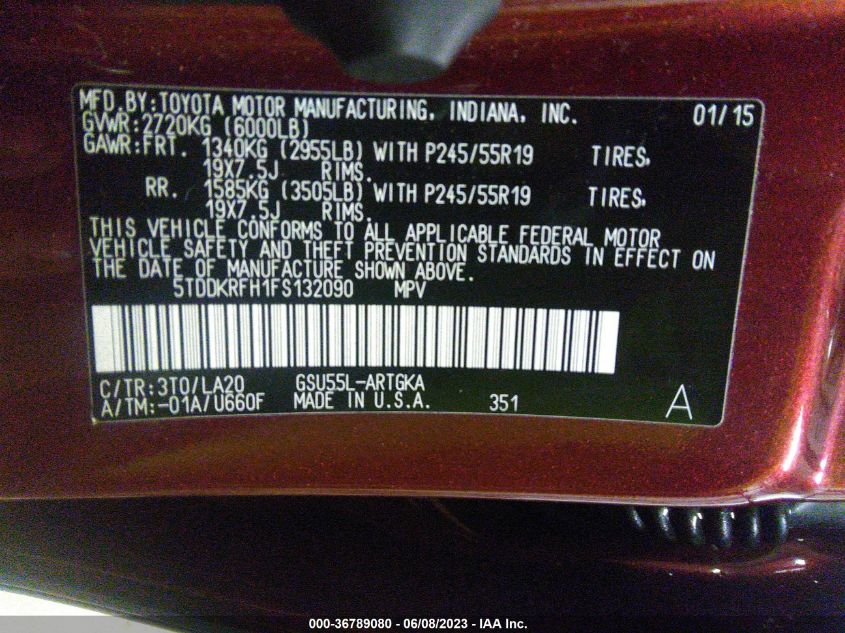 MFD.BY:TOYOTA MOTOR MANUFACTURING, INDIANA, INC. 01/15
GVWR:2720KG (6000LB)
GAWR:FRT. 1340KG (2955LB) WITH P245/55R19 TIRES,
19X7.5J RIMS.
RR. 1585KG (3505LB) WITH P245/55R19 TIRES,
19X7.5J RIMS.
THIS VEHICLE CONFORMS TO ALL APPLICABLE FEDERAL MOTOR
VEHICLE SAFETY AND THEFT PREVENTION STANDARDS IN EFFECT ON
THE DATE OF MANUFACTURE SHOWN ABOVE.
5TDDKRFH1FS132090 MPV
C/TR:3T0/LA20 GSU55L-ARTGKA
A/TM:-01A/U660F MADE IN U.S.A. 351 A
000-36789080 - 06/08/2023 - IAA Inc.